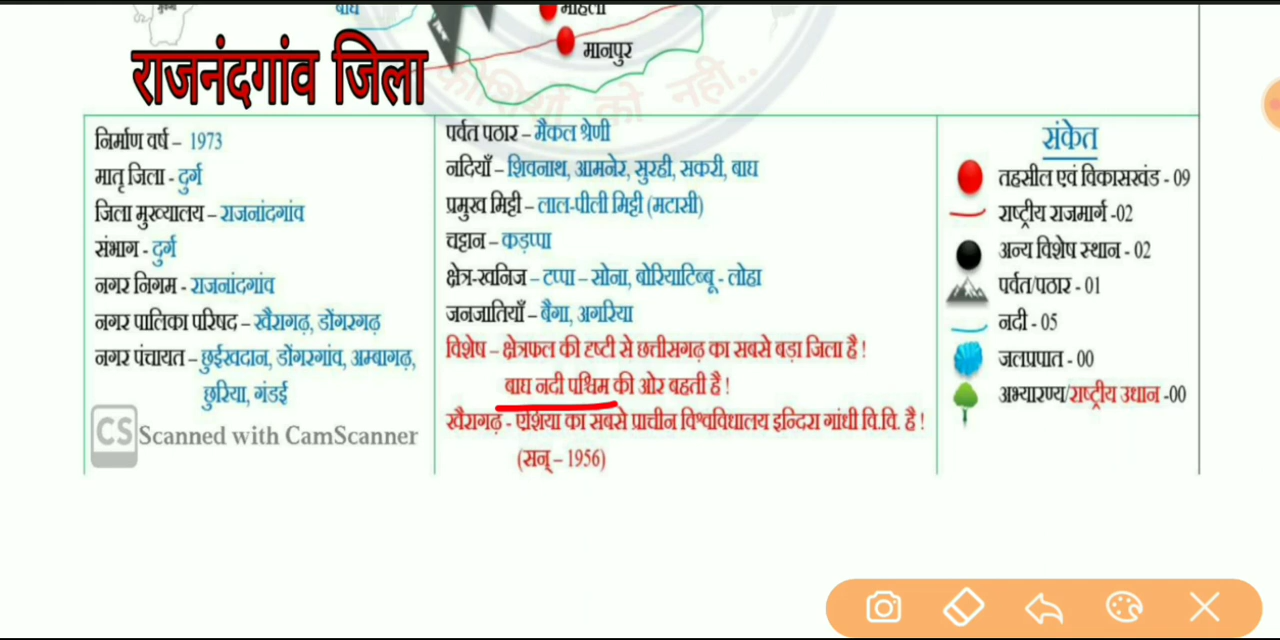 बाघ
मोहला
मानपुर
राजनंदगांव जिला
कोशिशों को नहीं..
निर्माण वर्ष – 1973
मातृ जिला - दुर्ग
जिला मुख्यालय – राजनांदगांव
संभाग - दुर्ग
नगर निगम - राजनांदगांव
नगर पालिका परिषद – खैरागढ़, डोंगरगढ़
नगर पंचायत – छुईखदान, डोंगरगांव, अम्बागढ़,
छुरिया, गंडई
CS Scanned with CamScanner
पर्वत पठार – मैकल श्रेणी
नदियाँ – शिवनाथ, आमनेर, सुरही, सकरी, बाघ
प्रमुख मिट्टी – लाल-पीली मिट्टी (मटासी)
चट्टान – कड़प्पा
क्षेत्र-खनिज – टप्पा – सोना, बोरियाटिब्बू - लोहा
जनजातियाँ – बैगा, अगरिया
विशेष – क्षेत्रफल की दृष्टी से छत्तीसगढ़ का सबसे बड़ा जिला है !
बाघ नदी पश्चिम की ओर बहती है !
खैरागढ़ - एशिया का सबसे प्राचीन विश्वविधालय इन्दिरा गांधी वि.वि. है !
(सन् – 1956)
संकेत
तहसील एवं विकासखंड - 09
राष्ट्रीय राजमार्ग -02
अन्य विशेष स्थान - 02
पर्वत/पठार - 01
नदी - 05
जलप्रपात - 00
अभ्यारण्य/राष्ट्रीय उधान -00